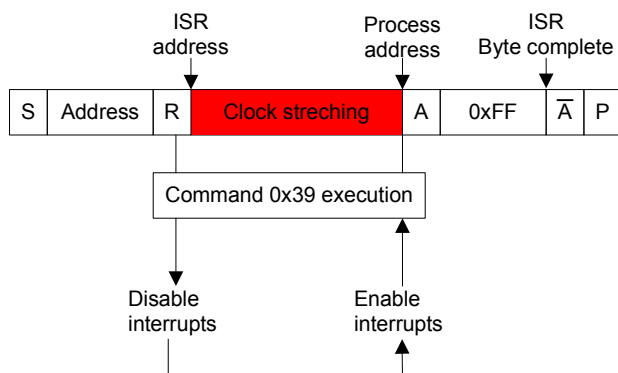 ISR
address
Process
address
ISR
Byte complete
S Address R Clock streching A 0xFF A̅ P
Command 0x39 execution
Disable
interrupts
Enable
interrupts